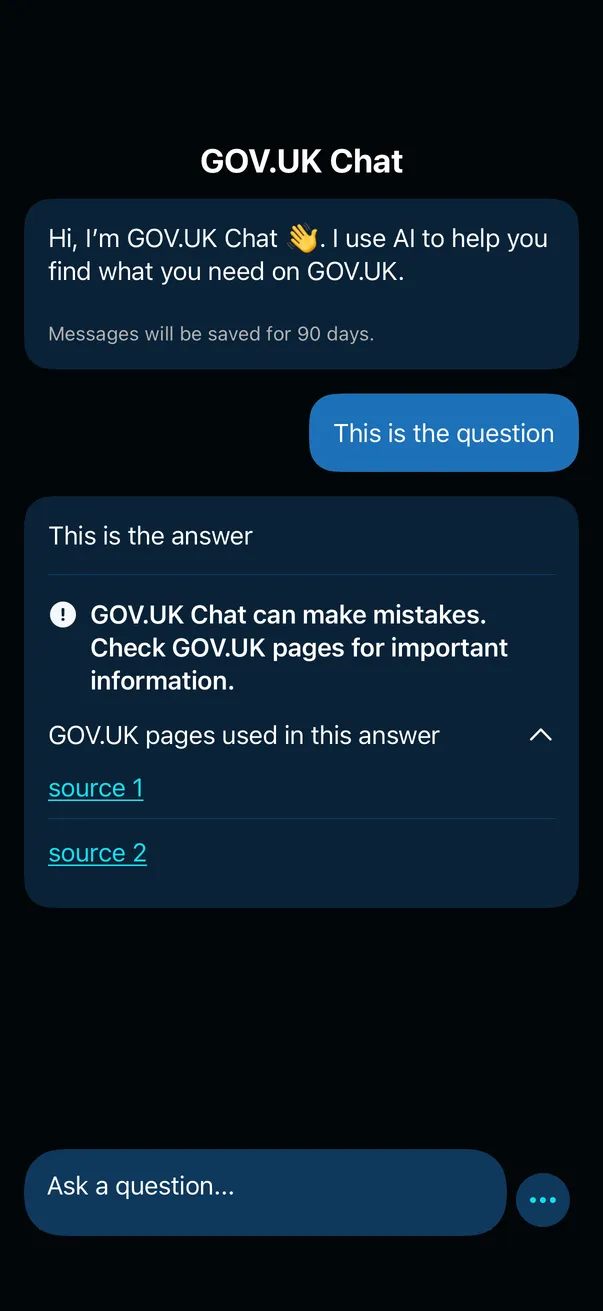 GOV.UK Chat
Hi, I’m GOV.UK Chat 👋. I use AI to help you
find what you need on GOV.UK.
Messages will be saved for 90 days.
This is the question
This is the answer
GOV.UK Chat can make mistakes.
Check GOV.UK pages for important
information.
GOV.UK pages used in this answer
source 1
source 2
Ask a question...